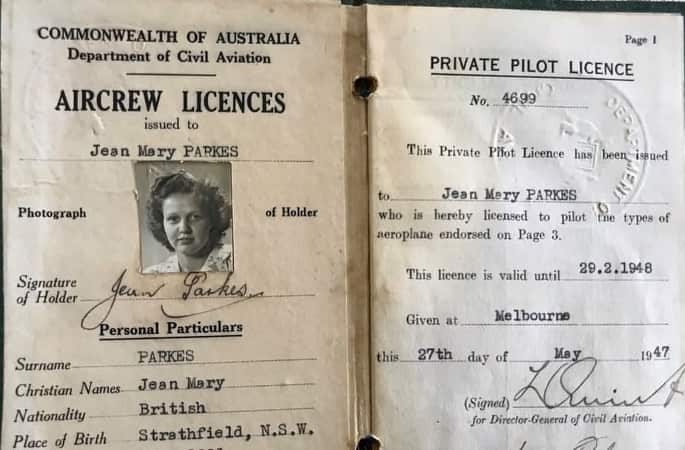 COMMONWEALTH OF AUSTRALIA
Department of Civil Aviation
AIRCREW LICENCES
issued to
Jean Mary PARKES
Photograph of Holder
Signature of Holder Jean Parkes
Personal Particulars
Surname PARKES
Christian Names Jean Mary
Nationality British
Place of Birth Strathfield, N.S.W.
Page 1
PRIVATE PILOT LICENCE
No. 4699
This Private Pilot Licence has been issued
to Jean Mary PARKES
who is hereby licensed to pilot the types of
aeroplane endorsed on Page 3.
This licence is valid until 29.2.1948
Given at Melbourne
this 27th day of May 1947
(Signed)
for Director-General of Civil Aviation.
DEPARTMENT O